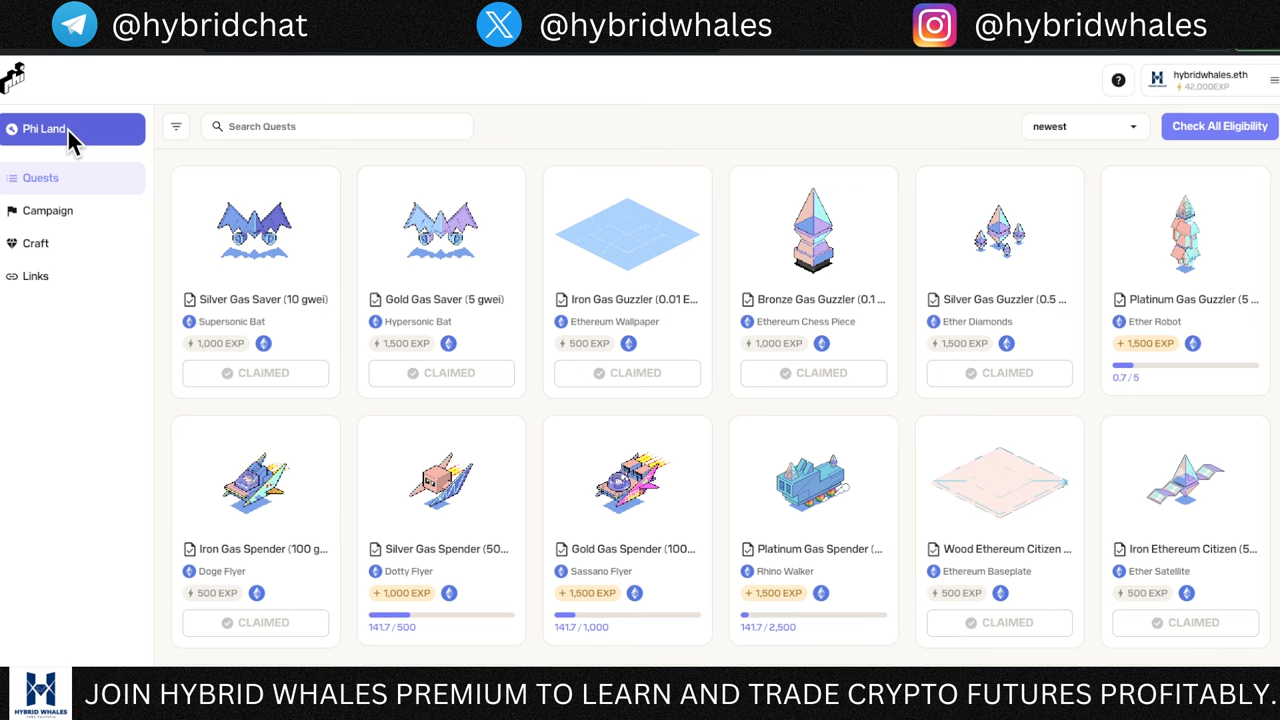 @hybridchat @hybridwhales @hybridwhales
hybridwhales.eth
42,000EXP
Phi Land
Search Quests
newest
Check All Eligibility
Quests
Campaign
Craft
Links
Silver Gas Saver (10 gwei)
Supersonic Bat
1,000 EXP
CLAIMED
Gold Gas Saver (5 gwei)
Hypersonic Bat
1,500 EXP
CLAIMED
Iron Gas Guzzler (0.01 E...
Ethereum Wallpaper
500 EXP
CLAIMED
Bronze Gas Guzzler (0.1 ...
Ethereum Chess Piece
1,000 EXP
CLAIMED
Silver Gas Guzzler (0.5 ...
Ether Diamonds
1,500 EXP
CLAIMED
Platinum Gas Guzzler (5 ...
Ether Robot
+ 1,500 EXP
0.7 / 5
Iron Gas Spender (100 g...
Doge Flyer
500 EXP
CLAIMED
Silver Gas Spender (50...
Dotty Flyer
+ 1,000 EXP
141.7 / 500
Gold Gas Spender (100...
Sassano Flyer
+ 1,500 EXP
141.7 / 1,000
Platinum Gas Spender (...
Rhino Walker
+ 1,500 EXP
141.7 / 2,500
Wood Ethereum Citizen ...
Ethereum Baseplate
500 EXP
CLAIMED
Iron Ethereum Citizen (5...
Ether Satellite
500 EXP
CLAIMED
HYBRID WHALES
JOIN HYBRID WHALES PREMIUM TO LEARN AND TRADE CRYPTO FUTURES PROFITABLY.